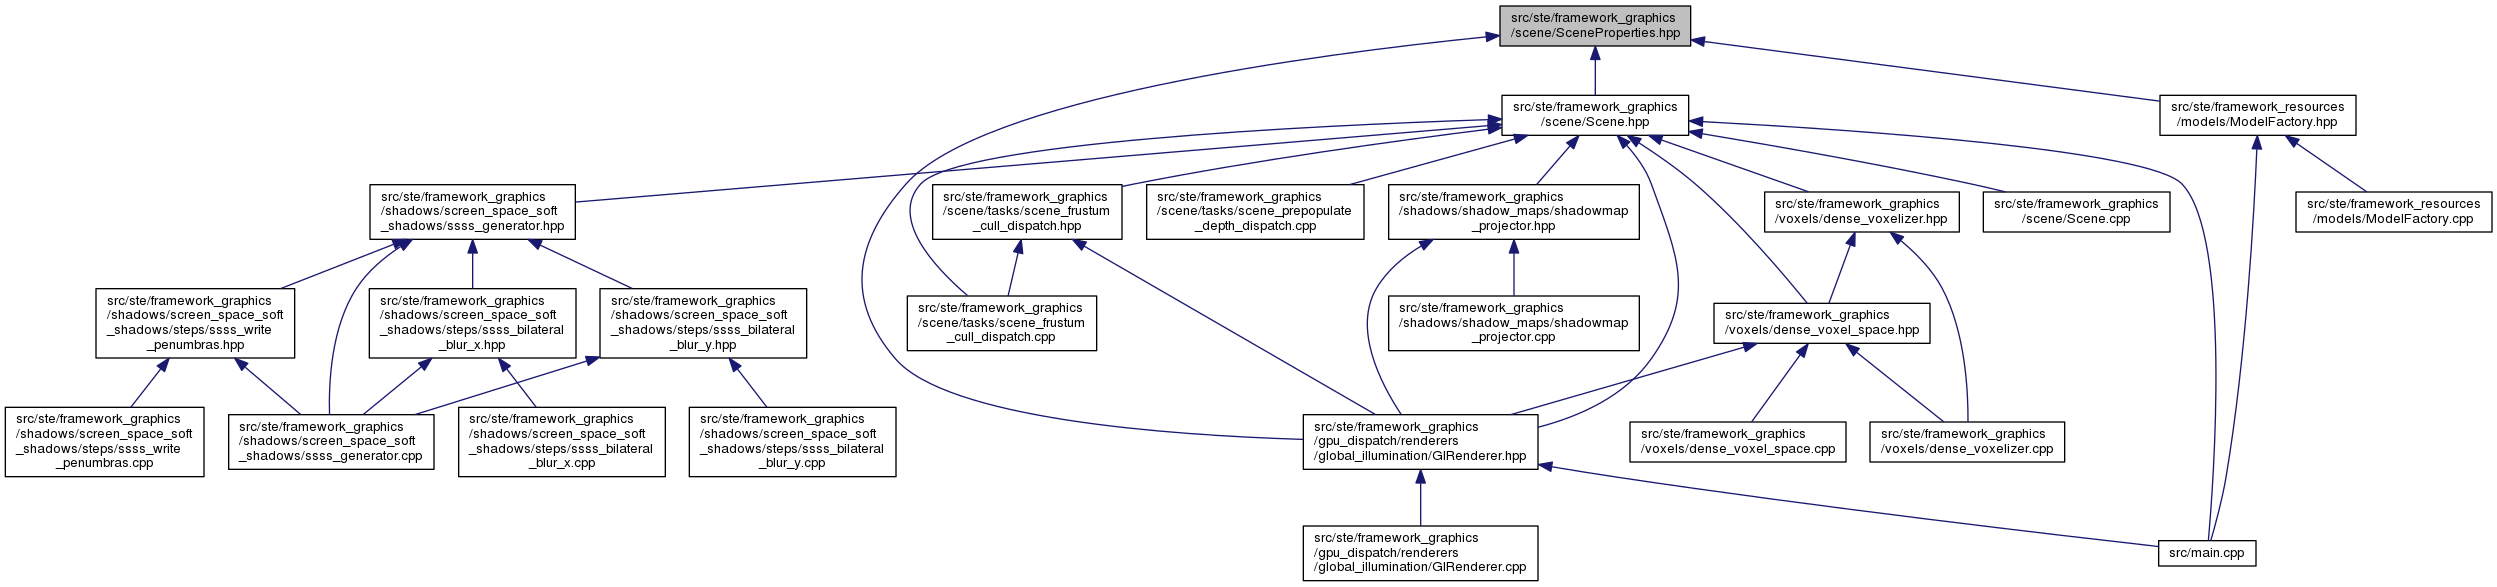 src/ste/framework_graphics
/scene/SceneProperties.hpp
src/ste/framework_graphics
/scene/Scene.hpp
src/ste/framework_resources
/models/ModelFactory.hpp
src/ste/framework_graphics
/shadows/screen_space_soft
_shadows/ssss_generator.hpp
src/ste/framework_graphics
/scene/tasks/scene_frustum
_cull_dispatch.hpp
src/ste/framework_graphics
/scene/tasks/scene_prepopulate
_depth_dispatch.cpp
src/ste/framework_graphics
/shadows/shadow_maps/shadowmap
_projector.hpp
src/ste/framework_graphics
/voxels/dense_voxelizer.hpp
src/ste/framework_graphics
/scene/Scene.cpp
src/ste/framework_resources
/models/ModelFactory.cpp
src/ste/framework_graphics
/shadows/screen_space_soft
_shadows/steps/ssss_write
_penumbras.hpp
src/ste/framework_graphics
/shadows/screen_space_soft
_shadows/steps/ssss_bilateral
_blur_x.hpp
src/ste/framework_graphics
/shadows/screen_space_soft
_shadows/steps/ssss_bilateral
_blur_y.hpp
src/ste/framework_graphics
/scene/tasks/scene_frustum
_cull_dispatch.cpp
src/ste/framework_graphics
/shadows/shadow_maps/shadowmap
_projector.cpp
src/ste/framework_graphics
/voxels/dense_voxel_space.hpp
src/ste/framework_graphics
/shadows/screen_space_soft
_shadows/steps/ssss_write
_penumbras.cpp
src/ste/framework_graphics
/shadows/screen_space_soft
_shadows/ssss_generator.cpp
src/ste/framework_graphics
/shadows/screen_space_soft
_shadows/steps/ssss_bilateral
_blur_x.cpp
src/ste/framework_graphics
/shadows/screen_space_soft
_shadows/steps/ssss_bilateral
_blur_y.cpp
src/ste/framework_graphics
/gpu_dispatch/renderers
/global_illumination/GIRenderer.hpp
src/ste/framework_graphics
/voxels/dense_voxel_space.cpp
src/ste/framework_graphics
/voxels/dense_voxelizer.cpp
src/ste/framework_graphics
/gpu_dispatch/renderers
/global_illumination/GIRenderer.cpp
src/main.cpp